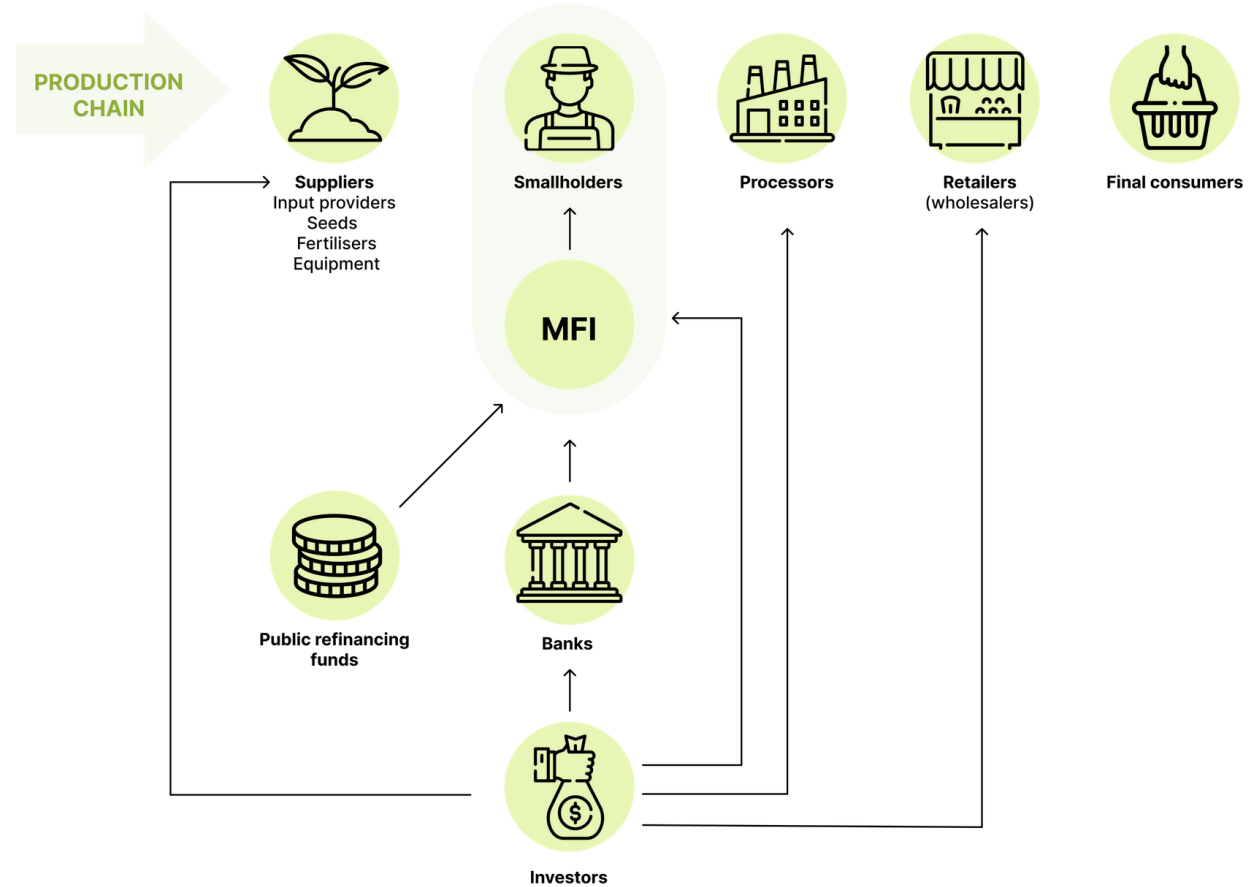 PRODUCTION
CHAIN
Suppliers
Input providers
Seeds
Fertilisers
Equipment
Smallholders
Processors
Retailers
(wholesalers)
Final consumers
MFI
Public refinancing
funds
Banks
$
Investors